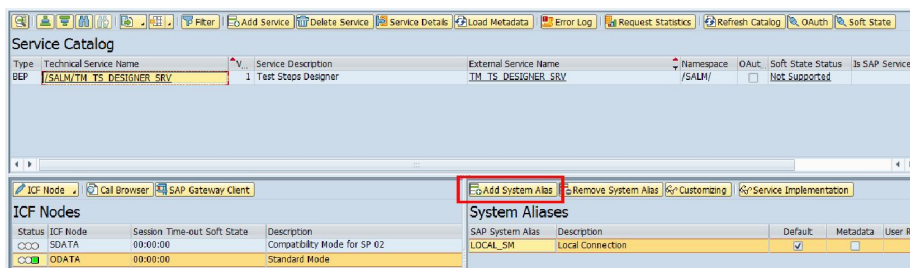 Filter Add Service Delete Service Service Details Load Metadata Error Log Request Statistics Refresh Catalog OAuth Soft State
Service Catalog
Type Technical Service Name V... Service Description External Service Name Namespace OAut... Soft State Status Is SAP Service
BEP /SALM/TM_TS_DESIGNER_SRV 1 Test Steps Designer TM_TS_DESIGNER_SRV /SALM/ Not Supported
ICF Node Call Browser SAP Gateway Client Add System Alias Remove System Alias Customizing Service Implementation
ICF Nodes System Aliases
Status ICF Node Session Time-out Soft State Description SAP System Alias Description Default Metadata User R
SDATA 00:00:00 Compatibility Mode for SP 02 LOCAL_SM Local Connection
ODATA 00:00:00 Standard Mode